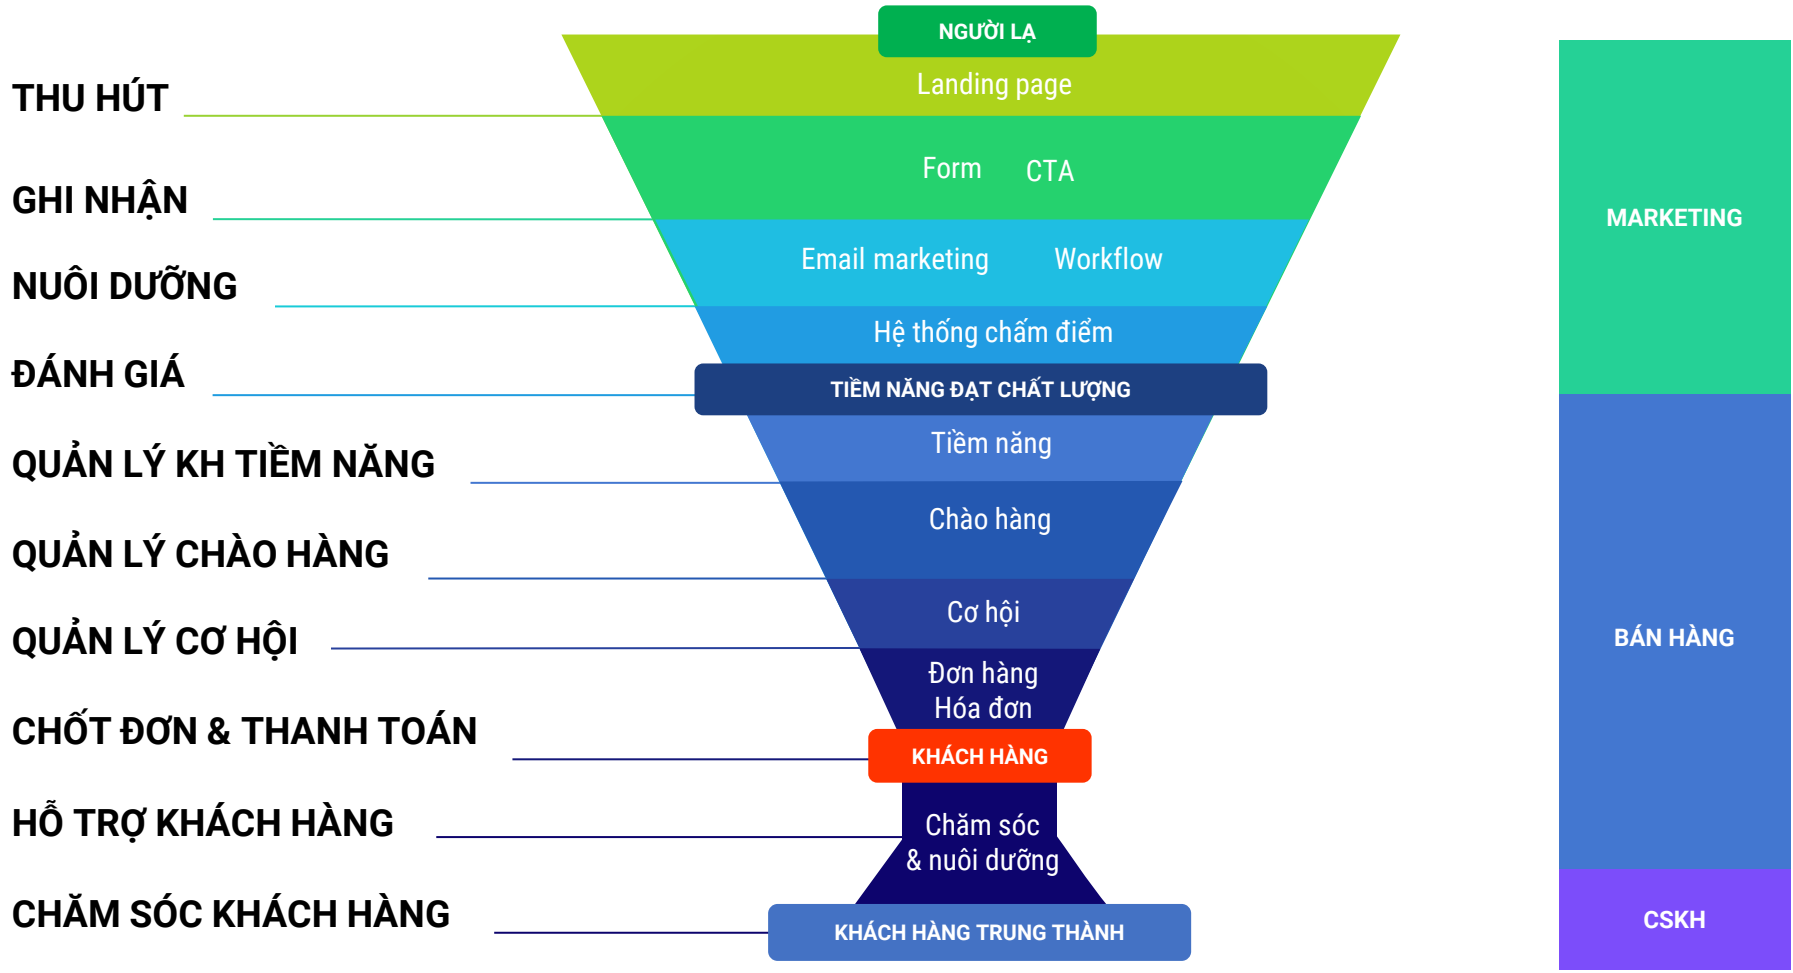 NGƯỜI LẠ
THU HÚT
Landing page
GHI NHẬN
Form CTA
MARKETING
NUÔI DƯỠNG
Email marketing Workflow
ĐÁNH GIÁ
Hệ thống chấm điểm
TIỀM NĂNG ĐẠT CHẤT LƯỢNG
QUẢN LÝ KH TIỀM NĂNG
Tiềm năng
QUẢN LÝ CHÀO HÀNG
Chào hàng
QUẢN LÝ CƠ HỘI
Cơ hội
BÁN HÀNG
CHỐT ĐƠN & THANH TOÁN
Đơn hàng
Hóa đơn
KHÁCH HÀNG
HỖ TRỢ KHÁCH HÀNG
Chăm sóc
& nuôi dưỡng
CHĂM SÓC KHÁCH HÀNG
KHÁCH HÀNG TRUNG THÀNH
CSKH